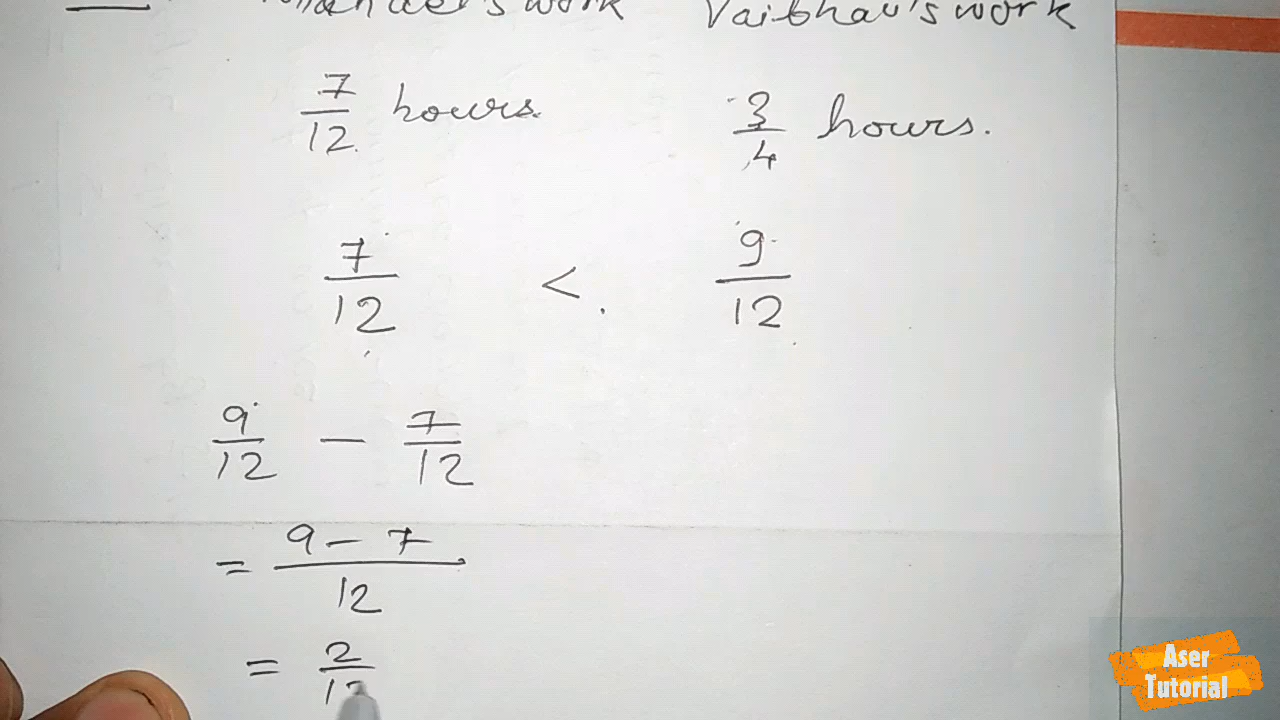 work Vaibhav's work
7/12 hours. 3/4 hours.
7/12 < 9/12
9/12 - 7/12
= 9 - 7/12
= 2/12
Aser
Tutorial